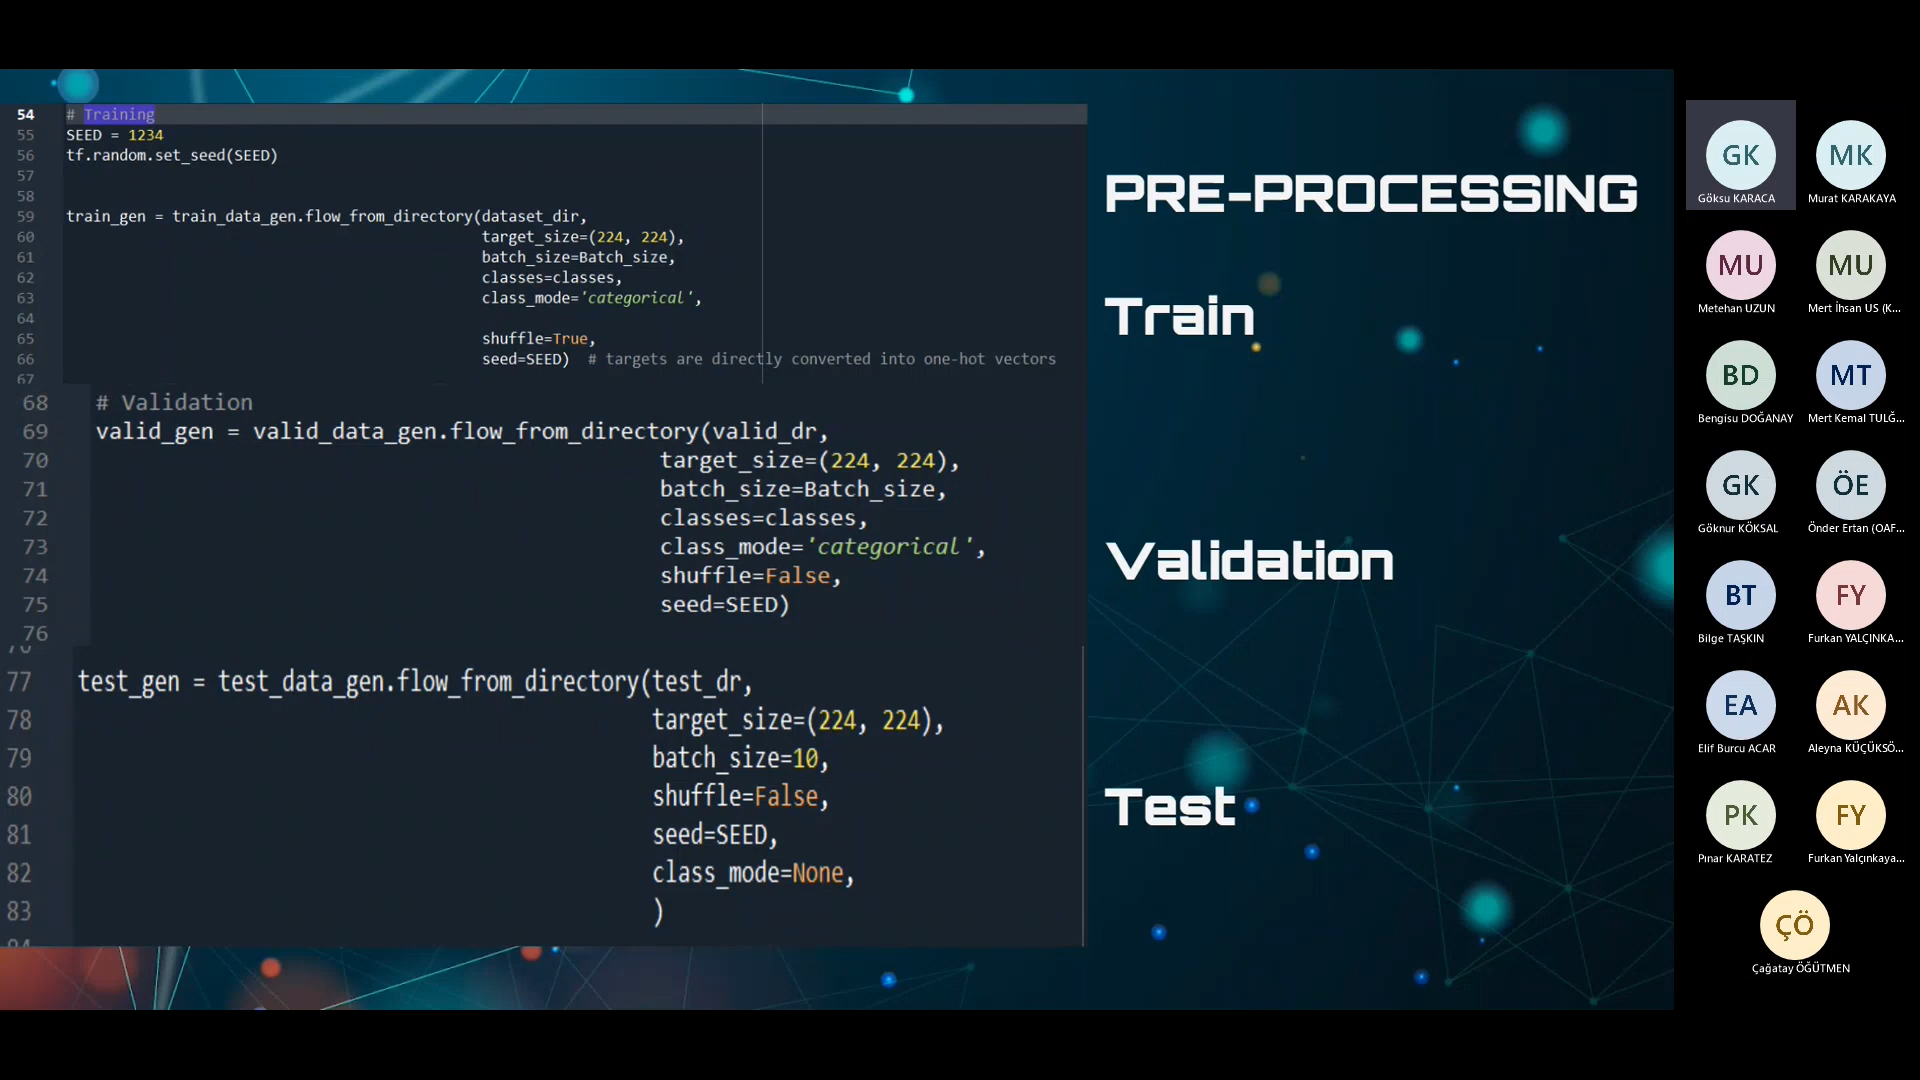 54 # Training
55 SEED = 1234
56 tf.random.set_seed(SEED)
57
58
59 train_gen = train_data_gen.flow_from_directory(dataset_dir,
60 target_size=(224, 224),
61 batch_size=Batch_size,
62 classes=classes,
63 class_mode='categorical',
64
65 shuffle=True,
66 seed=SEED) # targets are directly converted into one-hot vectors
67
68 # Validation
69 valid_gen = valid_data_gen.flow_from_directory(valid_dr,
70 target_size=(224, 224),
71 batch_size=Batch_size,
72 classes=classes,
73 class_mode='categorical',
74 shuffle=False,
75 seed=SEED)
76
77 test_gen = test_data_gen.flow_from_directory(test_dr,
78 target_size=(224, 224),
79 batch_size=10,
80 shuffle=False,
81 seed=SEED,
82 class_mode=None,
83 )
PRE-PROCESSING
Train
Validation
Test
GK
Göksu KARACA
MK
Murat KARAKAYA
MU
Metehan UZUN
MU
Mert İhsan US (K...
BD
Bengisu DOĞANAY
MT
Mert Kemal TULĞ...
GK
Göknur KÖKSAL
ÖE
Önder Ertan (OAF...
BT
Bilge TAŞKIN
FY
Furkan YALÇINKA...
EA
Elif Burcu ACAR
AK
Aleyna KÜÇÜKSÖ...
PK
Pınar KARATEZ
FY
Furkan Yalçınkaya...
ÇÖ
Çağatay ÖĞÜTMEN